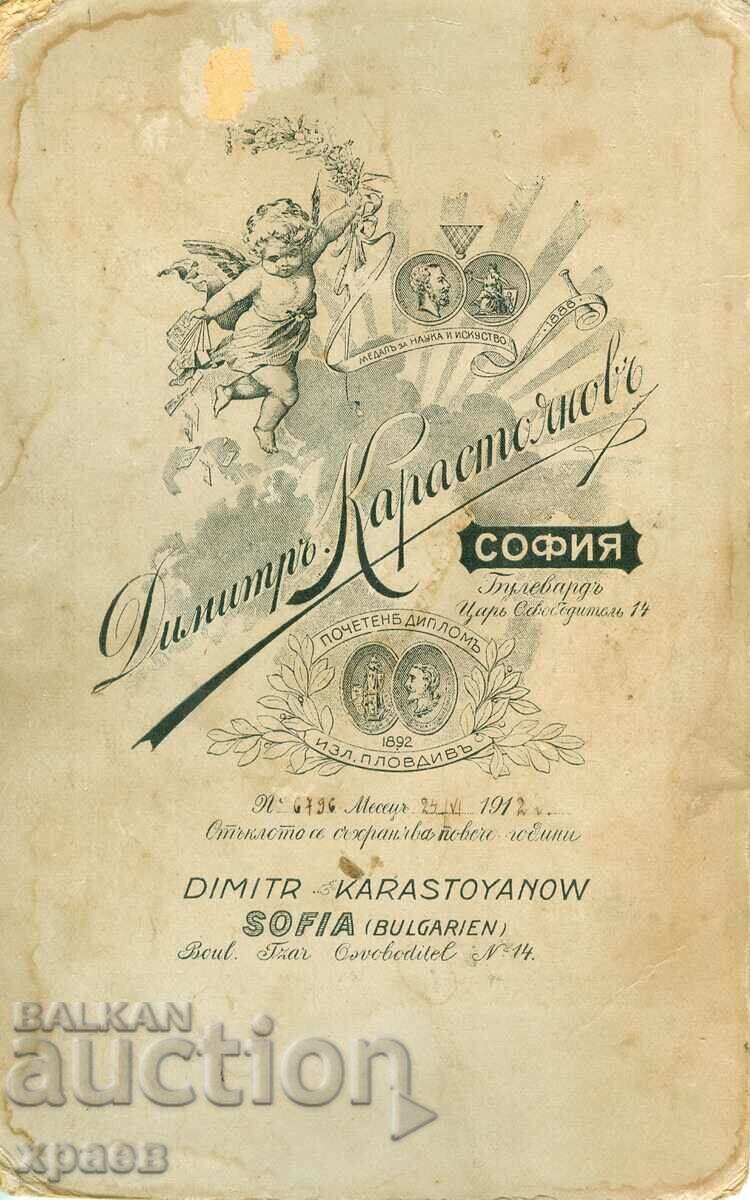 МЕДАЛЪ ЗА НАУКА И ИСКУСТВО
1888
Димитръ Карастояновъ
СОФИЯ
Булевардъ
Царь Освободитель 14
ПОЧЕТЕНЪ ДИПЛОМЪ
1892
ИЗЛ. ПЛОВДИВЪ
№ 6796 Месецъ 24/VI 1912 г.
Стъклото се съхранява повече години
DIMITR KARASTOYANOW
SOFIA (BULGARIEN)
Boul. Tzar Osvoboditel № 14.
BALKAN
auction
храев